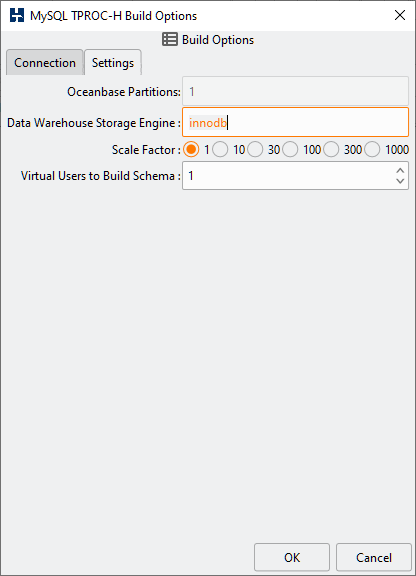 MySQL TPROC-H Build Options
Build Options
Connection Settings
Oceanbase Partitions: 1
Data Warehouse Storage Engine : innodb
Scale Factor : 1 10 30 100 300 1000
Virtual Users to Build Schema : 1
OK Cancel